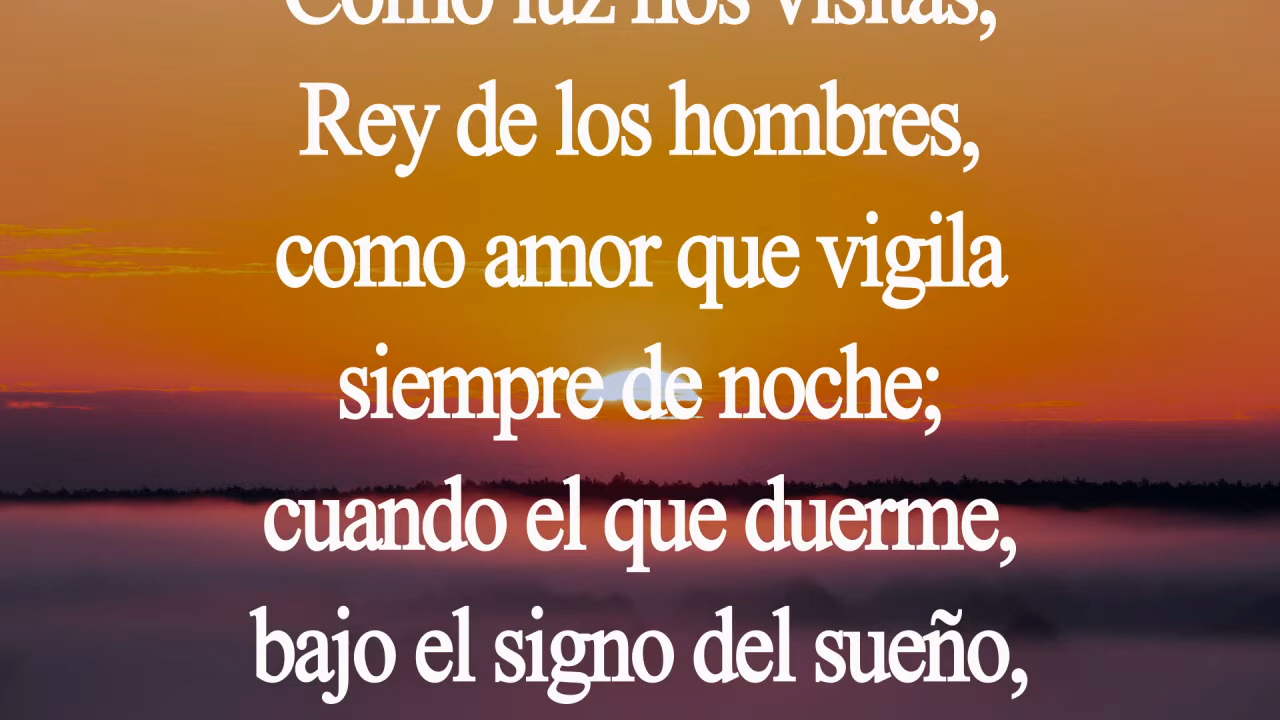 Como luz nos visitas,
Rey de los hombres,
como amor que vigila
siempre de noche;
cuando el que duerme,
bajo el signo del sueño,